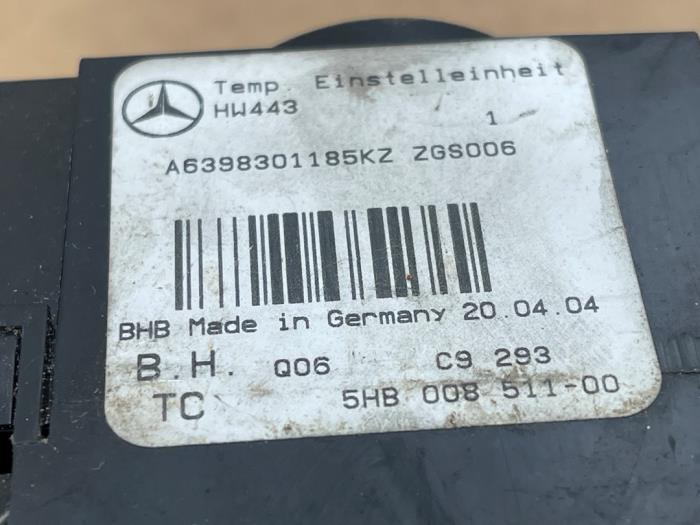 Temp. Einstelleinheit
HW443
1
A6398301185KZ ZGS006
BHB Made in Germany 20.04.04
B.H. Q06 C9 293
TC 5HB 008 511-00